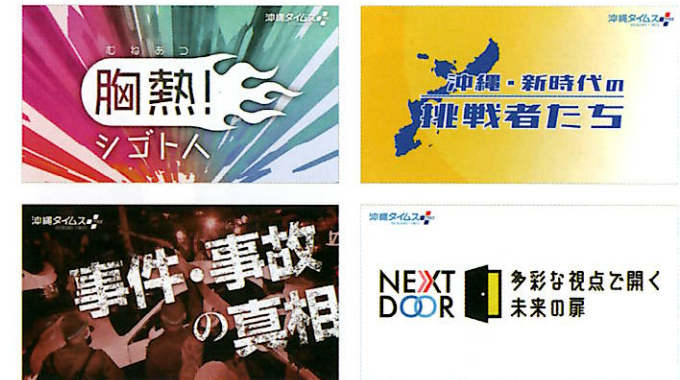 沖縄タイムス
むねあつ
胸熱!
シゴト人
沖縄タイムス
沖縄・新時代の
挑戦者たち
沖縄タイムス
事件・事故
の真相
沖縄タイムス
NEXT
DOOR
多彩な視点で開く
未来の扉